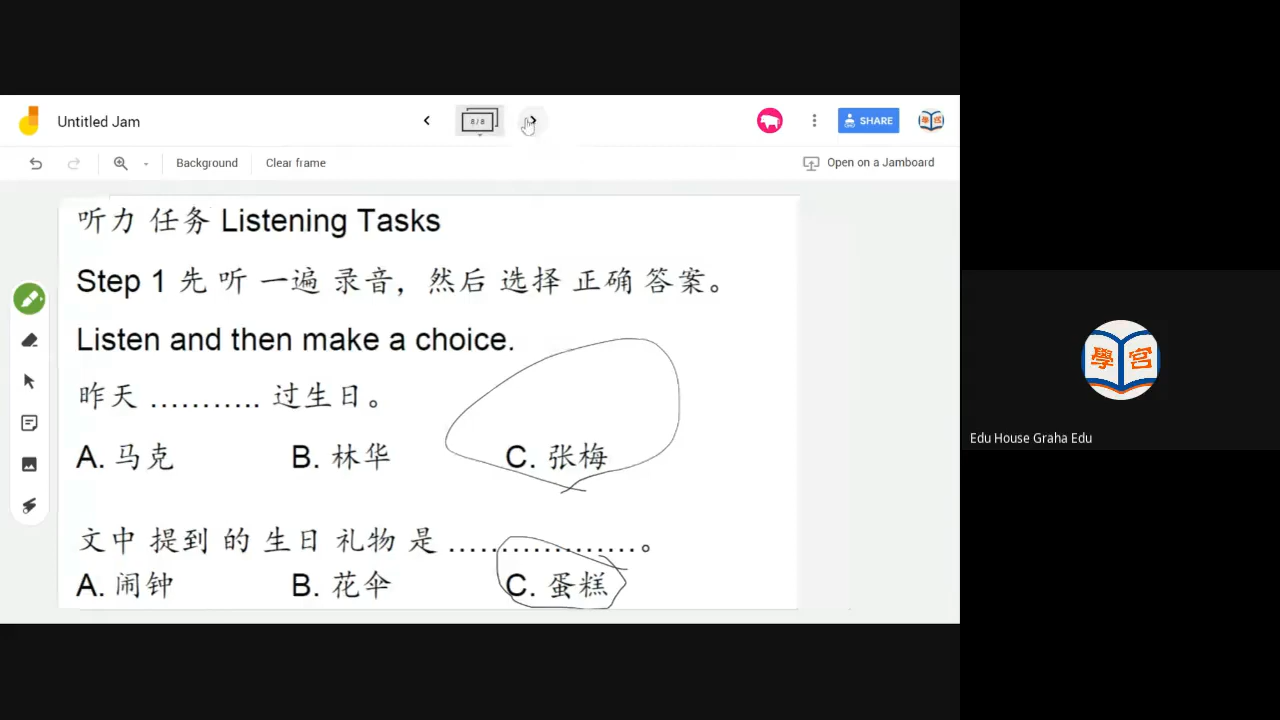 Untitled Jam
8 / 8
SHARE
學宮
Background
Clear frame
Open on a Jamboard
听力 任务 Listening Tasks
Step 1 先 听 一遍 录音，然后 选择 正确 答案。
Listen and then make a choice.
昨天 ........... 过生日。
A. 马克 B. 林华 C. 张梅
文中 提到 的 生日 礼物 是 ...................。
A. 闹钟 B. 花伞 C. 蛋糕
學宮
Edu House Graha Edu